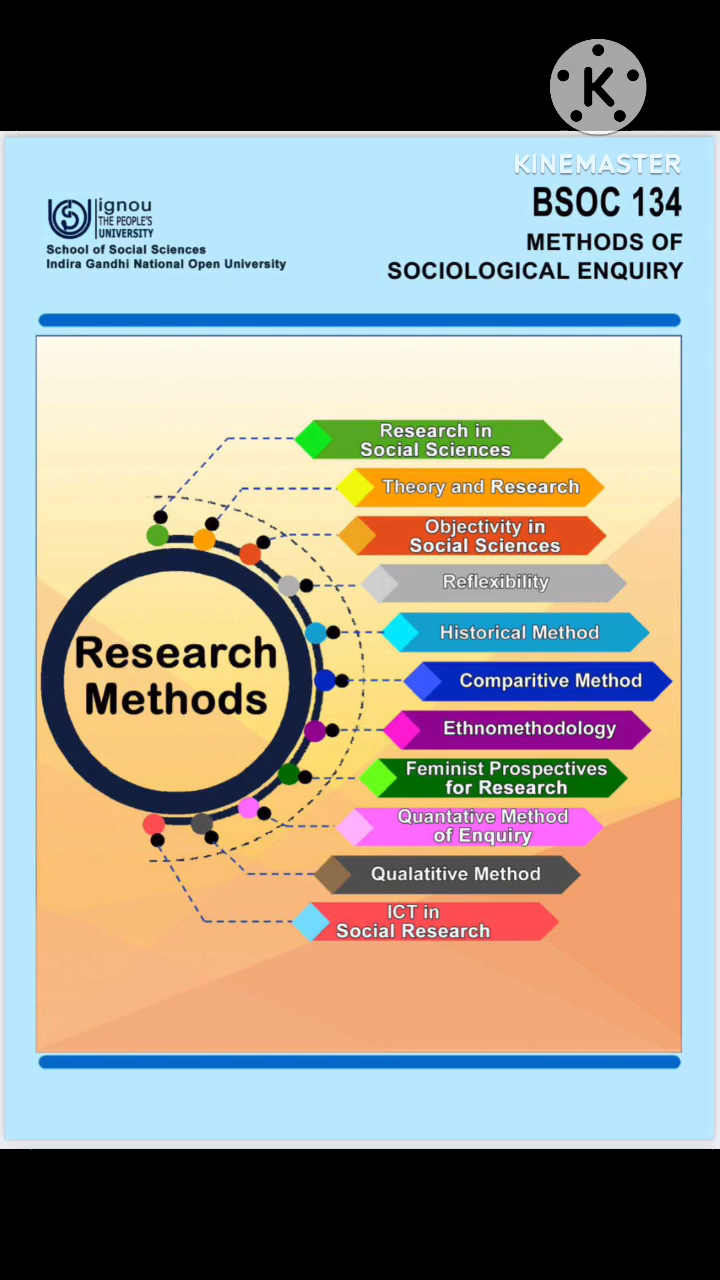 K
KINEMASTER
ignou
THE PEOPLE'S
UNIVERSITY
School of Social Sciences
Indira Gandhi National Open University
BSOC 134
METHODS OF
SOCIOLOGICAL ENQUIRY
Research
Methods
Research in
Social Sciences
Theory and Research
Objectivity in
Social Sciences
Reflexibility
Historical Method
Comparitive Method
Ethnomethodology
Feminist Prospectives
for Research
Quantative Method
of Enquiry
Qualatitive Method
ICT in
Social Research